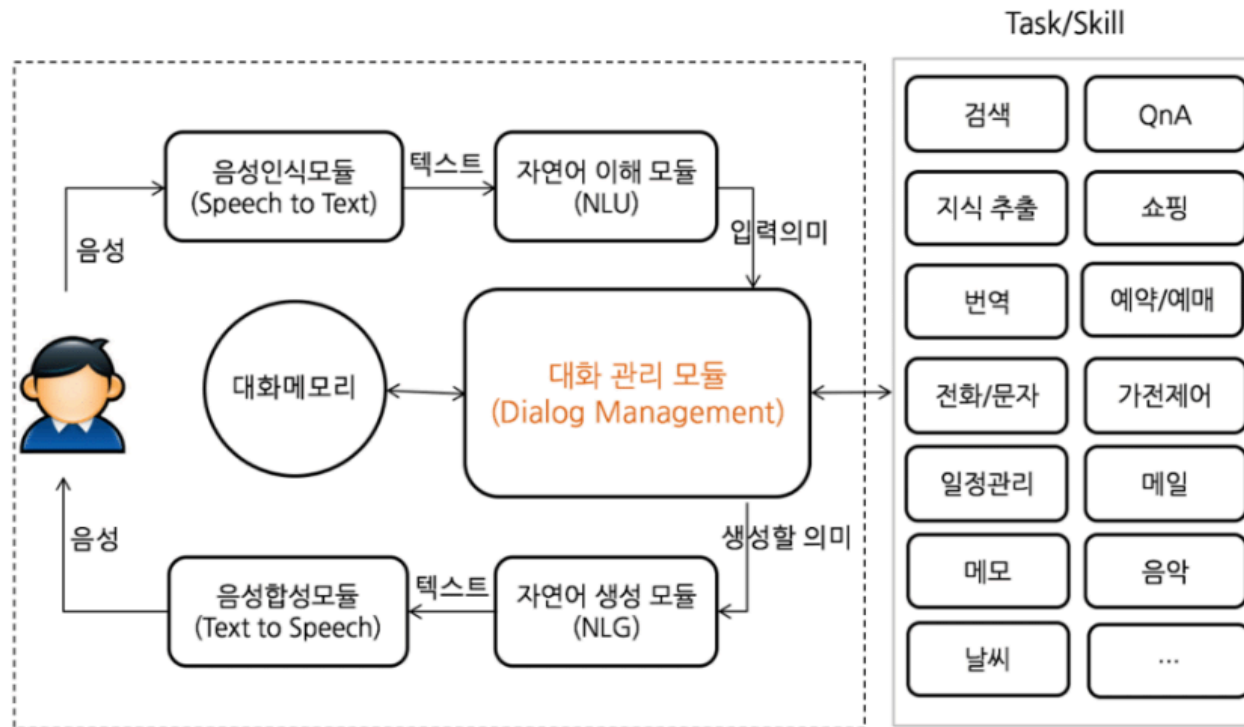 Task/Skill
음성인식모듈
(Speech to Text)
텍스트
자연어 이해 모듈
(NLU)
음성
입력의미
대화메모리
대화 관리 모듈
(Dialog Management)
음성
생성할 의미
음성합성모듈
(Text to Speech)
텍스트
자연어 생성 모듈
(NLG)
검색
QnA
지식 추출
쇼핑
번역
예약/예매
전화/문자
가전제어
일정관리
메일
메모
음악
날씨
...